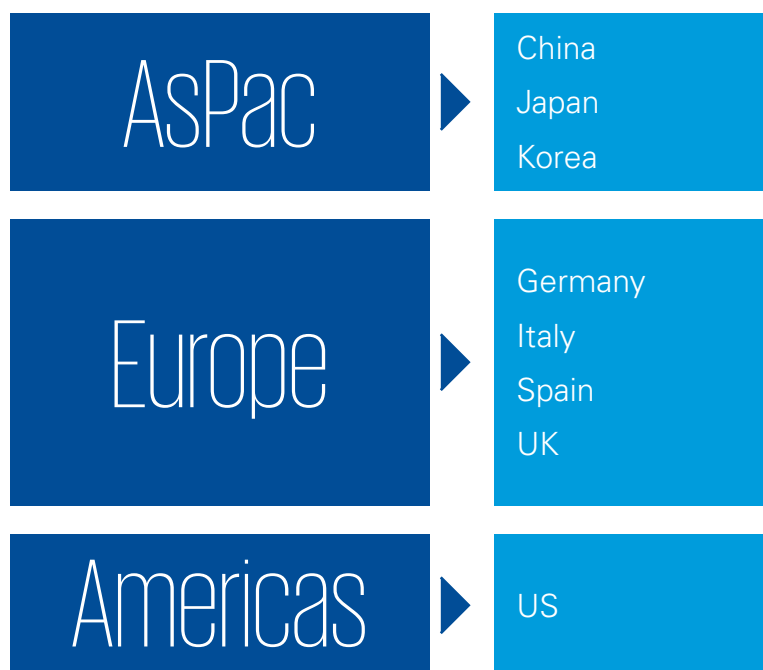 AsPac
China
Japan
Korea
Europe
Germany
Italy
Spain
UK
Americas
US